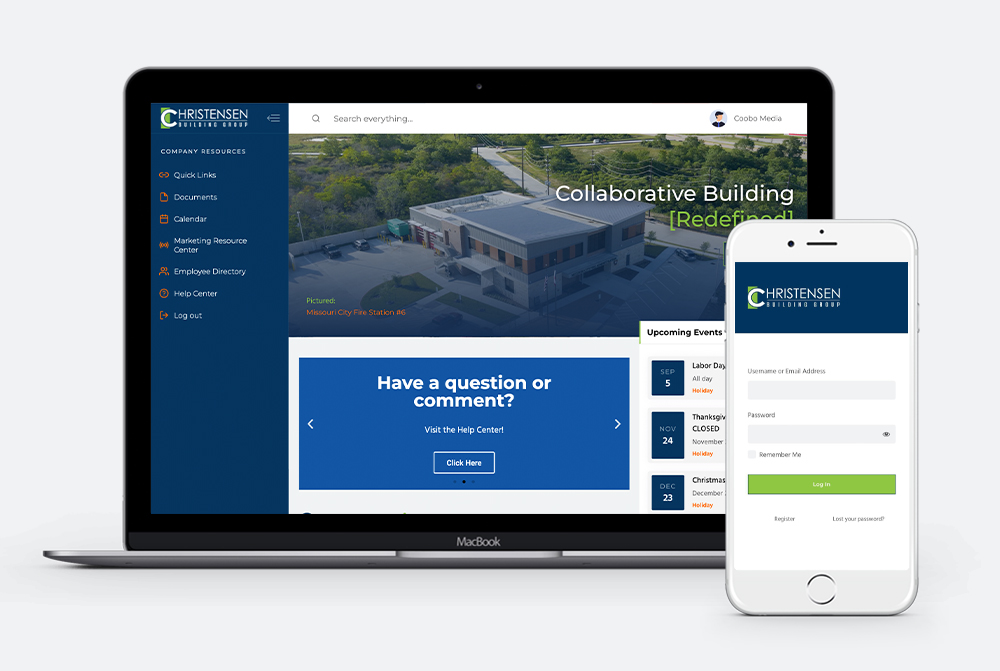 CHRISTENSEN
BUILDING GROUP
Search everything...
Coobo Media
COMPANY RESOURCES
Quick Links
Documents
Calendar
Marketing Resource
Center
Employee Directory
Help Center
Log out
Collaborative Building
[Redefined]
Pictured:
Missouri City Fire Station #6
Have a question or
comment?
Visit the Help Center!
Click Here
Upcoming Events
SEP
5
Labor Day
All day
Holiday
NOV
24
Thanksgiv
CLOSED
November
Holiday
DEC
23
Christmas
December
Holiday
MacBook
CHRISTENSEN
BUILDING GROUP
Username or Email Address
Password
Remember Me
Log In
Register
Lost your password?